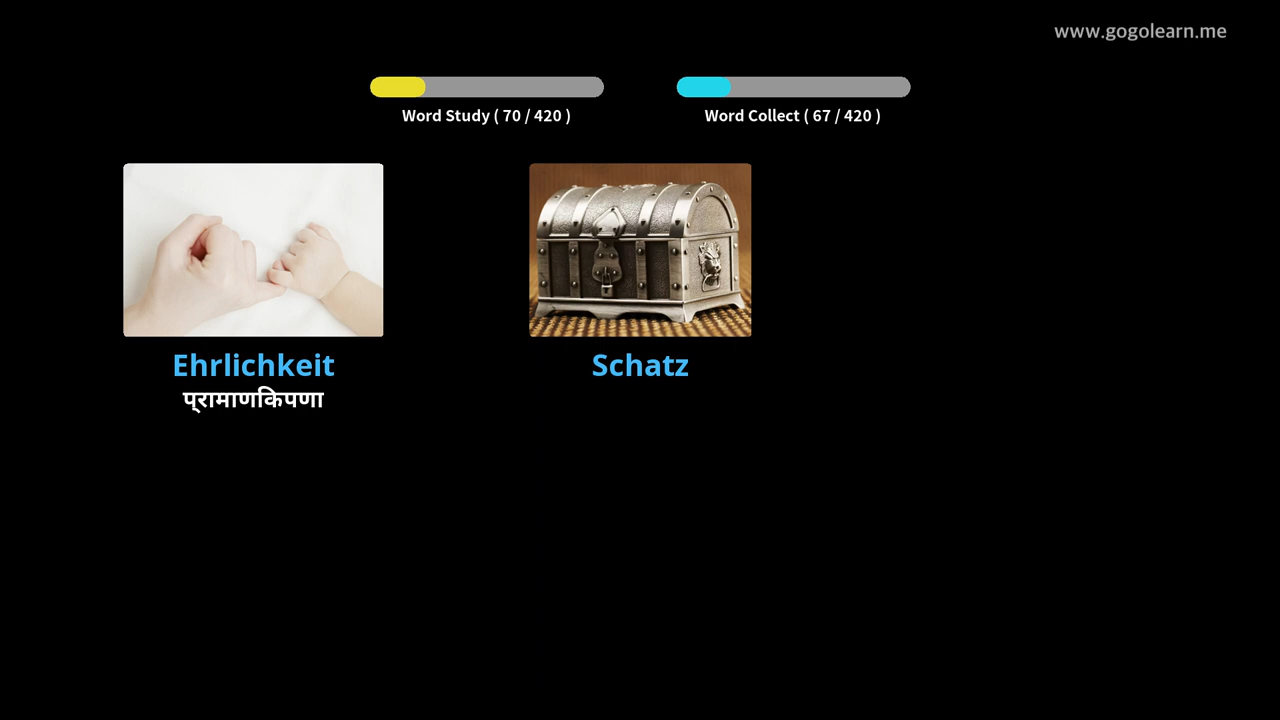 www.gogolearn.me
Word Study ( 70 / 420 )
Word Collect ( 67 / 420 )
Ehrlichkeit
Schatz
प्रामाणिकपणा